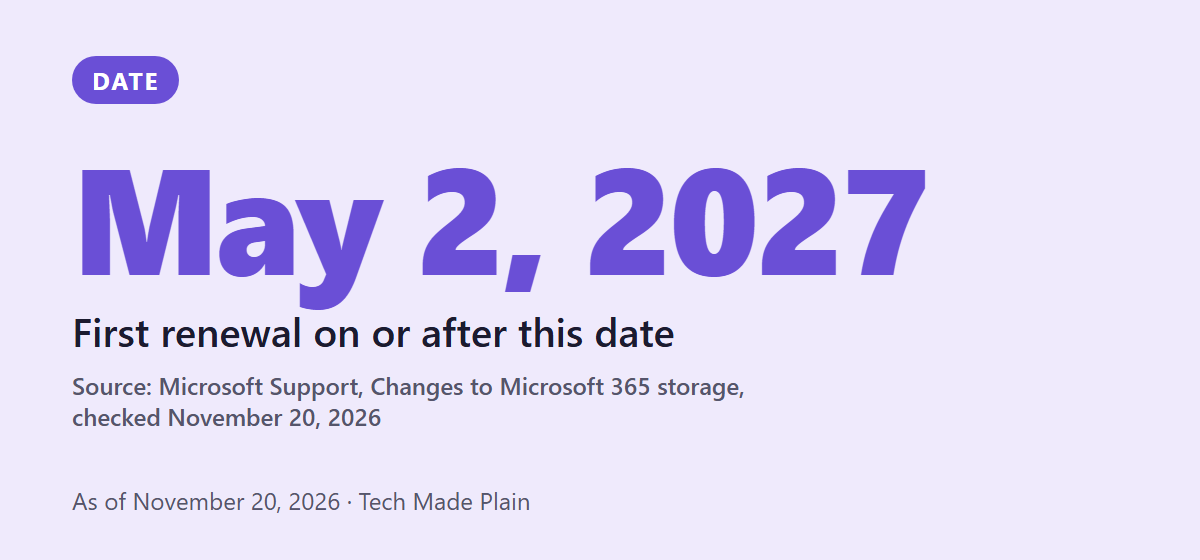 DATE
May 2, 2027
First renewal on or after this date
Source: Microsoft Support, Changes to Microsoft 365 storage,
checked November 20, 2026
As of November 20, 2026 · Tech Made Plain